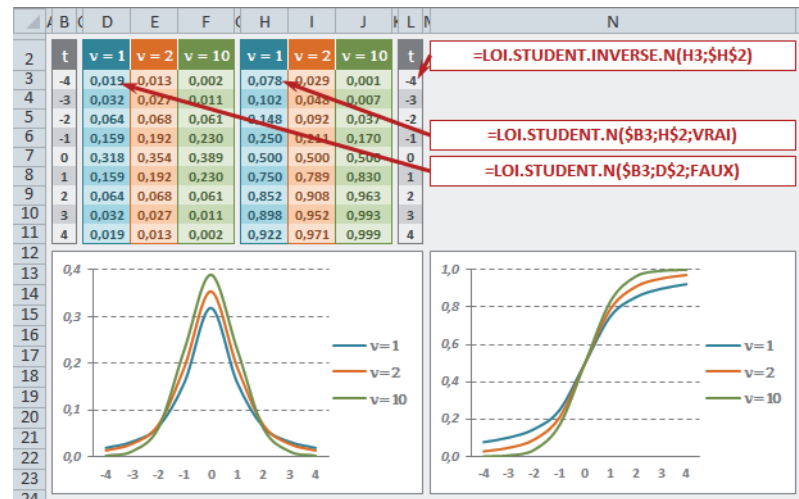 B D E F H I J K L N
2 t v = 1 v = 2 v = 10 v = 1 v = 2 v = 10 t =LOI.STUDENT.INVERSE.N(H3;$H$2)
3 -4 0,019 0,013 0,002 0,078 0,029 0,001 -4
4 -3 0,032 0,027 0,011 0,102 0,048 0,007 -3
5 -2 0,064 0,068 0,061 0,148 0,092 0,037 -2
6 -1 0,159 0,192 0,230 0,250 0,211 0,170 -1 =LOI.STUDENT.N($B3;H$2;VRAI)
7 0 0,318 0,354 0,389 0,500 0,500 0,500 0
8 1 0,159 0,192 0,230 0,750 0,789 0,830 1 =LOI.STUDENT.N($B3;D$2;FAUX)
9 2 0,064 0,068 0,061 0,852 0,908 0,963 2
10 3 0,032 0,027 0,011 0,898 0,952 0,993 3
11 4 0,019 0,013 0,002 0,922 0,971 0,999 4
12
13
14
15
16
17
18
19
20
21
22
23
0,4
0,3
0,2
0,1
0,0
-4 -3 -2 -1 0 1 2 3 4
v=1
v=2
v=10
1,0
0,8
0,6
0,4
0,2
0,0
-4 -3 -2 -1 0 1 2 3 4
v=1
v=2
v=10